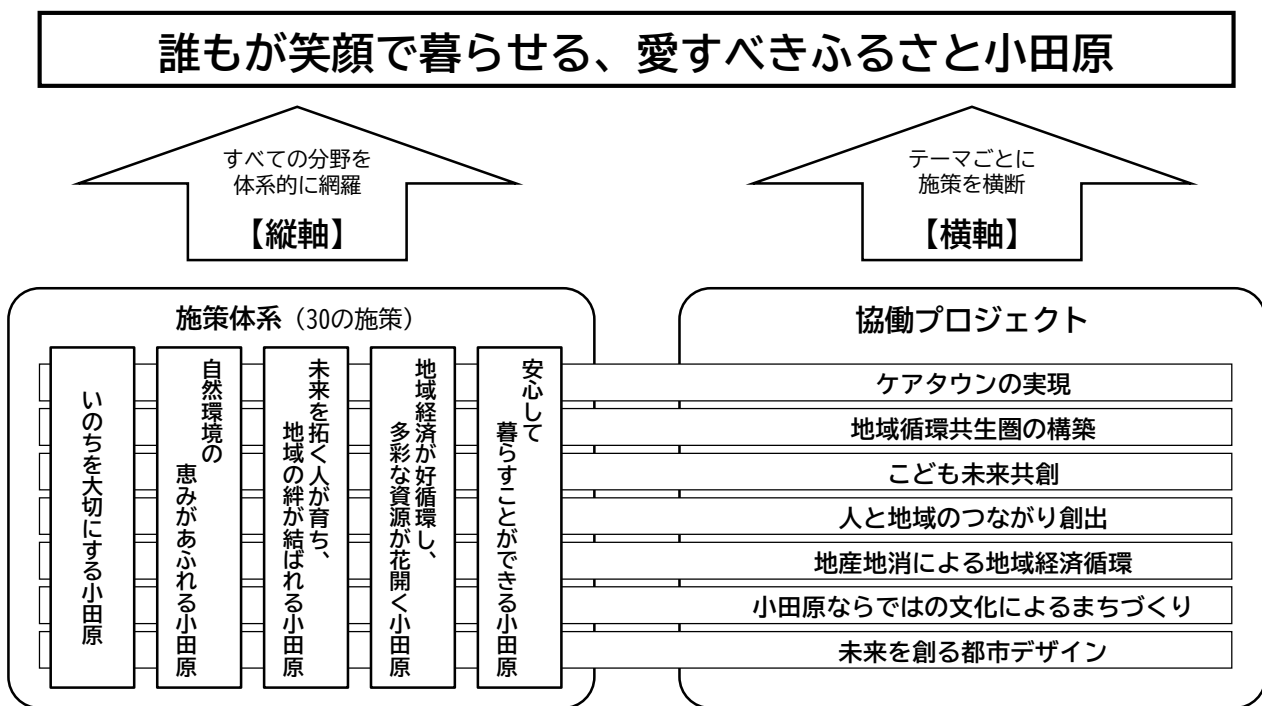 誰もが笑顔で暮らせる、愛すべきふるさと小田原
すべての分野を
体系的に網羅
【縦軸】
テーマごとに
施策を横断
【横軸】
施策体系（30の施策）
いのちを大切にする小田原
自然環境の
恵みがあふれる小田原
未来を拓く人が育ち、
地域の絆が結ばれる小田原
地域経済が好循環し、
多彩な資源が花開く小田原
安心して
暮らすことができる小田原
協働プロジェクト
ケアタウンの実現
地域循環共生圏の構築
こども未来共創
人と地域のつながり創出
地産地消による地域経済循環
小田原ならではの文化によるまちづくり
未来を創る都市デザイン